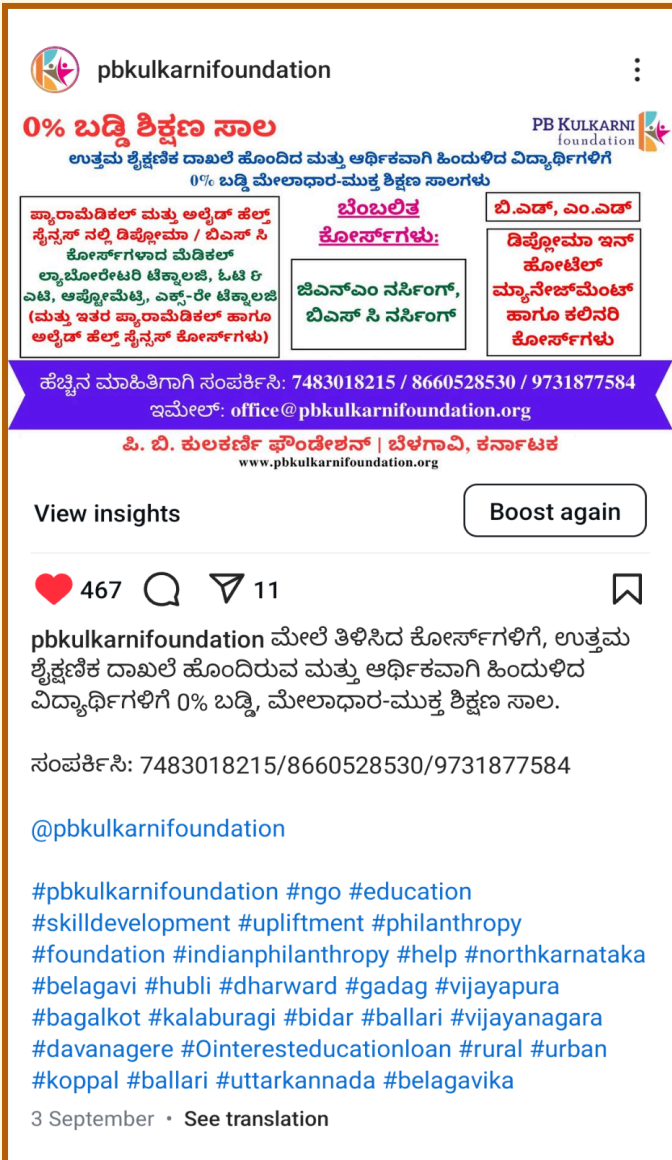 pbkulkarnifoundation
0% ಬಡ್ಡಿ ಶಿಕ್ಷಣ ಸಾಲ
PB KULKARNI
foundation
ಉತ್ತಮ ಶೈಕ್ಷಣಿಕ ದಾಖಲೆ ಹೊಂದಿದ ಮತ್ತು ಆರ್ಥಿಕವಾಗಿ ಹಿಂದುಳಿದ ವಿದ್ಯಾರ್ಥಿಗಳಿಗೆ
0% ಬಡ್ಡಿ ಮೇಲಾಧಾರ-ಮುಕ್ತ ಶಿಕ್ಷಣ ಸಾಲಗಳು
ಪ್ಯಾರಾಮೆಡಿಕಲ್ ಮತ್ತು ಅಲೈಡ್ ಹೆಲ್ತ್
ಸೈನ್ಸಸ್ ನಲ್ಲಿ ಡಿಪ್ಲೋಮಾ / ಬಿಎಸ್ ಸಿ
ಕೋರ್ಸ್‌ಗಳಾದ ಮೆಡಿಕಲ್
ಲ್ಯಾಬೋರೇಟರಿ ಟೆಕ್ನಾಲಜಿ, ಓಟಿ &
ಎಟಿ, ಆಪ್ಟೋಮೆಟ್ರಿ, ಎಕ್ಸ್-ರೇ ಟೆಕ್ನಾಲಜಿ
(ಮತ್ತು ಇತರ ಪ್ಯಾರಾಮೆಡಿಕಲ್ ಹಾಗೂ
ಅಲೈಡ್ ಹೆಲ್ತ್ ಸೈನ್ಸಸ್ ಕೋರ್ಸ್‌ಗಳು)
ಬೆಂಬಲಿತ
ಕೋರ್ಸ್‌ಗಳು:
ಜಿಎನ್ಎಂ ನರ್ಸಿಂಗ್,
ಬಿಎಸ್ ಸಿ ನರ್ಸಿಂಗ್
ಬಿ.ಎಡ್, ಎಂ.ಎಡ್
ಡಿಪ್ಲೋಮಾ ಇನ್
ಹೋಟೆಲ್
ಮ್ಯಾನೇಜ್‌ಮೆಂಟ್
ಹಾಗೂ ಕಲಿನರಿ
ಕೋರ್ಸ್‌ಗಳು
ಹೆಚ್ಚಿನ ಮಾಹಿತಿಗಾಗಿ ಸಂಪರ್ಕಿಸಿ: 7483018215 / 8660528530 / 9731877584
ಇಮೇಲ್: office@pbkulkarnifoundation.org
ಪಿ. ಬಿ. ಕುಲಕರ್ಣಿ ಫೌಂಡೇಶನ್ | ಬೆಳಗಾವಿ, ಕರ್ನಾಟಕ
www.pbkulkarnifoundation.org
View insights
Boost again
467 11
pbkulkarnifoundation ಮೇಲೆ ತಿಳಿಸಿದ ಕೋರ್ಸ್‌ಗಳಿಗೆ, ಉತ್ತಮ
ಶೈಕ್ಷಣಿಕ ದಾಖಲೆ ಹೊಂದಿರುವ ಮತ್ತು ಆರ್ಥಿಕವಾಗಿ ಹಿಂದುಳಿದ
ವಿದ್ಯಾರ್ಥಿಗಳಿಗೆ 0% ಬಡ್ಡಿ, ಮೇಲಾಧಾರ-ಮುಕ್ತ ಶಿಕ್ಷಣ ಸಾಲ.
ಸಂಪರ್ಕಿಸಿ: 7483018215/8660528530/9731877584
@pbkulkarnifoundation
#pbkulkarnifoundation #ngo #education
#skilldevelopment #upliftment #philanthropy
#foundation #indianphilanthropy #help #northkarnataka
#belagavi #hubli #dharward #gadag #vijayapura
#bagalkot #kalaburagi #bidar #ballari #vijayanagara
#davanagere #0interesteducationloan #rural #urban
#koppal #ballari #uttarkannada #belagavika
3 September • See translation